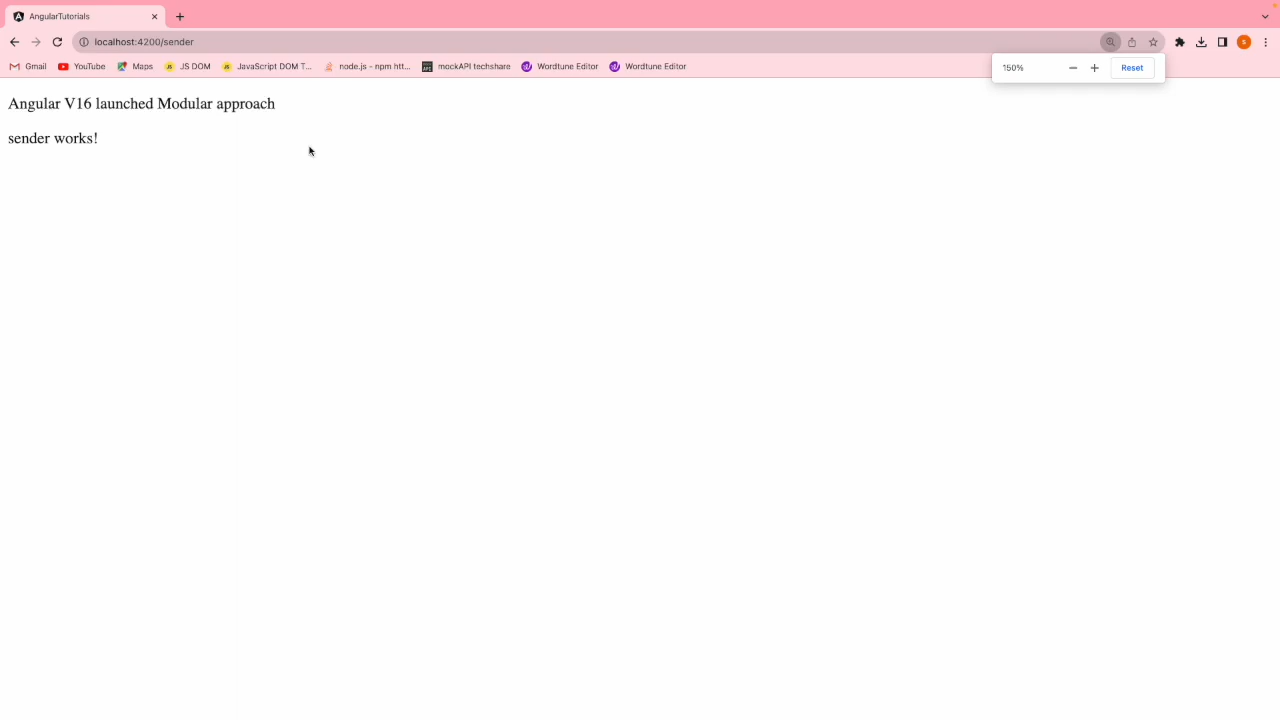 AngularTutorials
localhost:4200/sender
Gmail YouTube Maps JS DOM JavaScript DOM T... node.js – npm htt... mockAPI techshare Wordtune Editor Wordtune Editor
150% Reset
Angular V16 launched Modular approach
sender works!